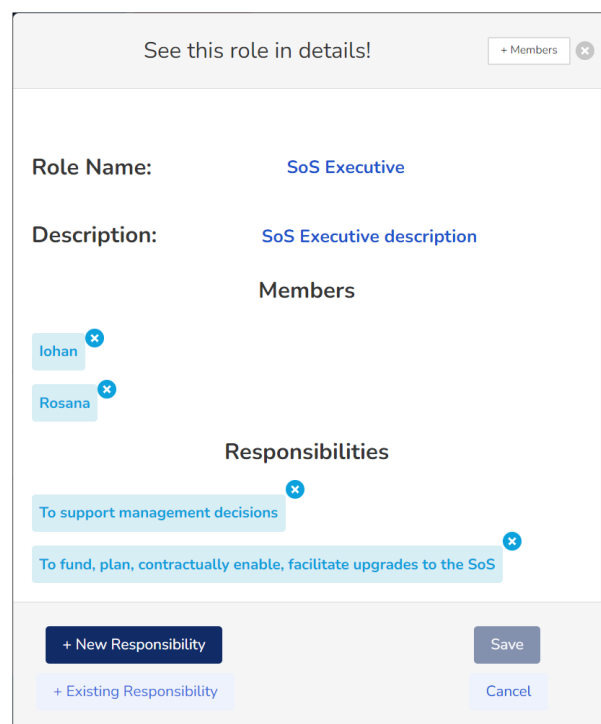 See this role in details!
+ Members
Role Name:
SoS Executive
Description:
SoS Executive description
Members
Iohan
Rosana
Responsibilities
To support management decisions
To fund, plan, contractually enable, facilitate upgrades to the SoS
+ New Responsibility
Save
+ Existing Responsibility
Cancel